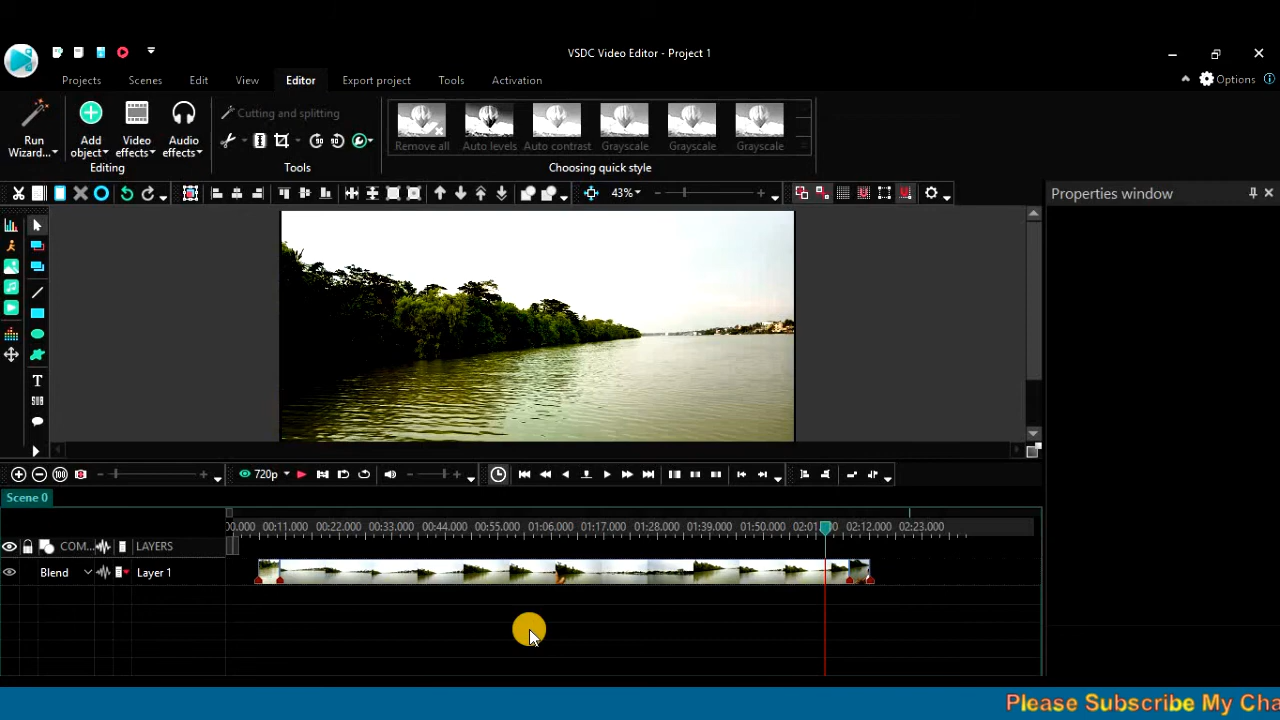 VSDC Video Editor - Project 1
Projects Scenes Edit View Editor Export project Tools Activation Options
Run Wizard...
Add object
Video effects
Audio effects
Editing
Cutting and splitting
Tools
Remove all Auto levels Auto contrast Grayscale Grayscale Grayscale
Choosing quick style
43%
Properties window
T
720p
Scene 0
00.000 00:11.000 00:22.000 00:33.000 00:44.000 00:55.000 01:06.000 01:17.000 01:28.000 01:39.000 01:50.000 02:01 00 02:12.000 02:23.000
COM... LAYERS
Blend Layer 1
Please Subscribe My Cha